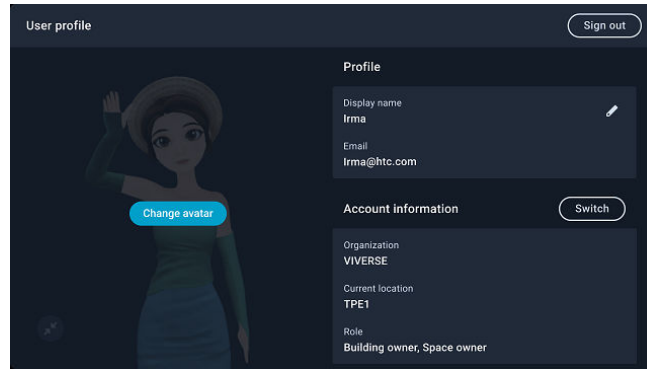 User profile
Sign out
Change avatar
Profile
Display name
Irma
Email
Irma@htc.com
Account information
Switch
Organization
VIVERSE
Current location
TPE1
Role
Building owner, Space owner